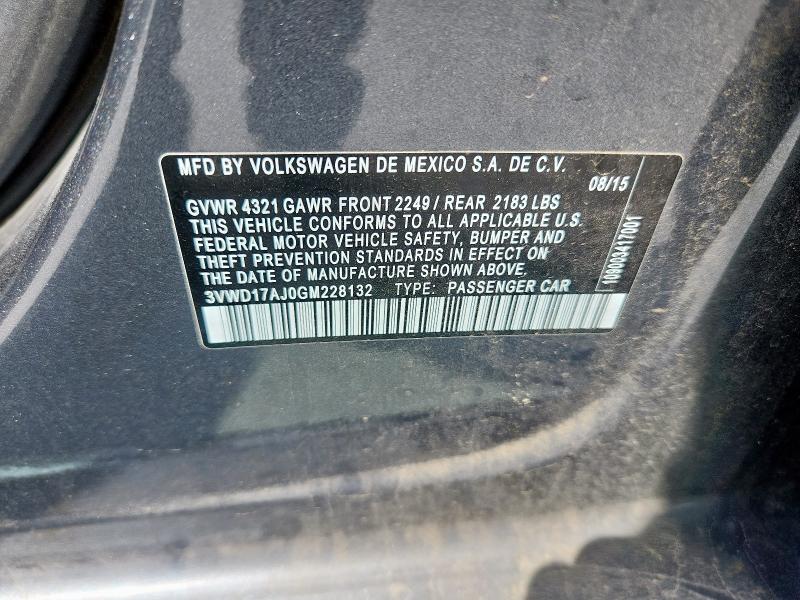 MFD BY VOLKSWAGEN DE MEXICO S.A. DE C.V.
08/15
GVWR 4321 GAWR FRONT 2249 / REAR 2183 LBS
THIS VEHICLE CONFORMS TO ALL APPLICABLE U.S.
FEDERAL MOTOR VEHICLE SAFETY, BUMPER AND
THEFT PREVENTION STANDARDS IN EFFECT ON
THE DATE OF MANUFACTURE SHOWN ABOVE.
3VWD17AJ0GM228132 TYPE: PASSENGER CAR
109003417001